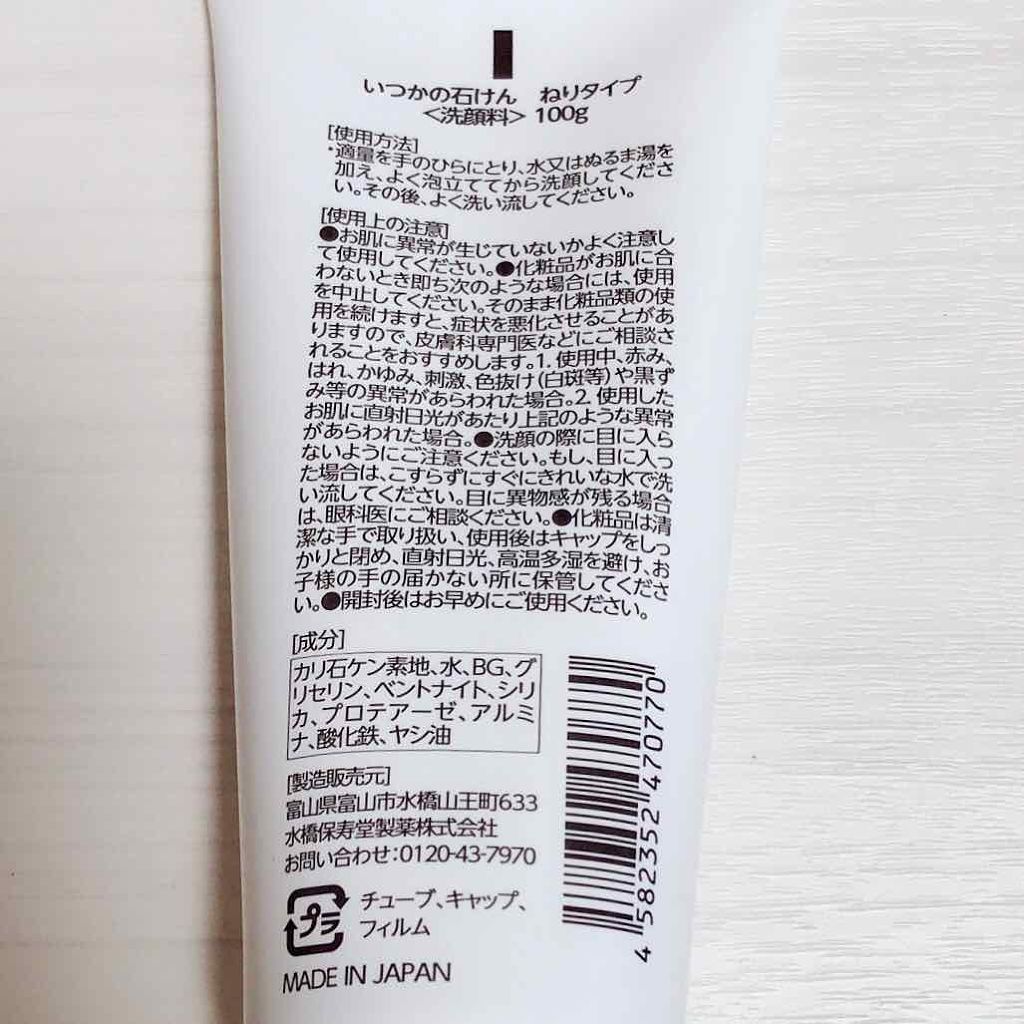 いつかの石けん　ねりタイプ
＜洗顔料＞ 100g
[使用方法]
・適量を手のひらにとり、水又はぬるま湯を
加え、よく泡立ててから洗顔してくださ
い。その後、よく洗い流してください。
[使用上の注意]
●お肌に異常が生じていないかよく注意し
て使用してください。●化粧品がお肌に合
わないとき即ち次のような場合には、使用
を中止してください。そのまま化粧品類の使
用を続けますと、症状を悪化させることがあ
りますので、皮膚科専門医などにご相談さ
れることをおすすめします。1. 使用中、赤み、
はれ、かゆみ、刺激、色抜け(白斑等)や黒ず
み等の異常があらわれた場合。2. 使用した
お肌に直射日光があたり上記のような異常
があらわれた場合。●洗顔の際に目に入ら
ないようにご注意ください。もし、目に入っ
た場合は、こすらずにすぐにきれいな水で洗
い流してください。目に異物感が残る場合
は、眼科医にご相談ください。●化粧品は清
潔な手で取り扱い、使用後はキャップをしっ
かりと閉め、直射日光、高温多湿を避け、お
子様の手の届かない所に保管してくださ
い。●開封後はお早めにご使用ください。
[成分]
カリ石ケン素地、水、BG、グ
リセリン、ベントナイト、シリ
カ、プロテアーゼ、アルミ
ナ、酸化鉄、ヤシ油
[製造販売元]
富山県富山市水橋山王町633
水橋保寿堂製薬株式会社
お問い合わせ:0120-43-7970
プラ
チューブ、キャップ、
フィルム
MADE IN JAPAN
4 582352 470770